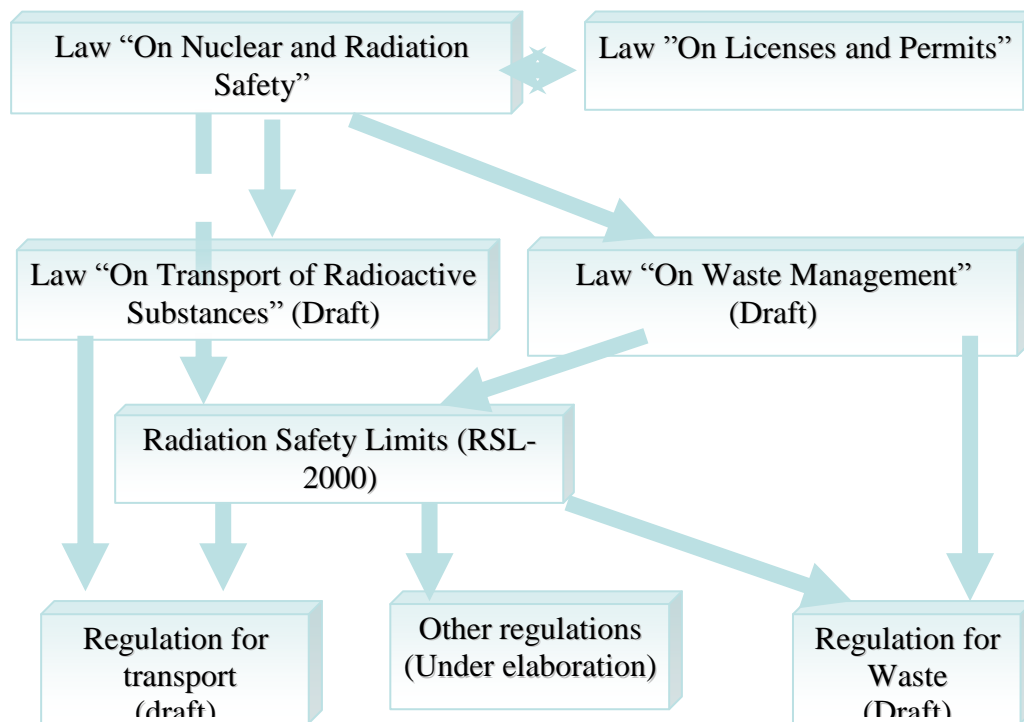 Law “On Nuclear and Radiation
Safety”
Law ”On Licenses and Permits”
Law “On Transport of Radioactive
Substances” (Draft)
Law “On Waste Management”
(Draft)
Radiation Safety Limits (RSL-
2000)
Regulation for
transport
(draft)
Other regulations
(Under elaboration)
Regulation for
Waste
(Draft)